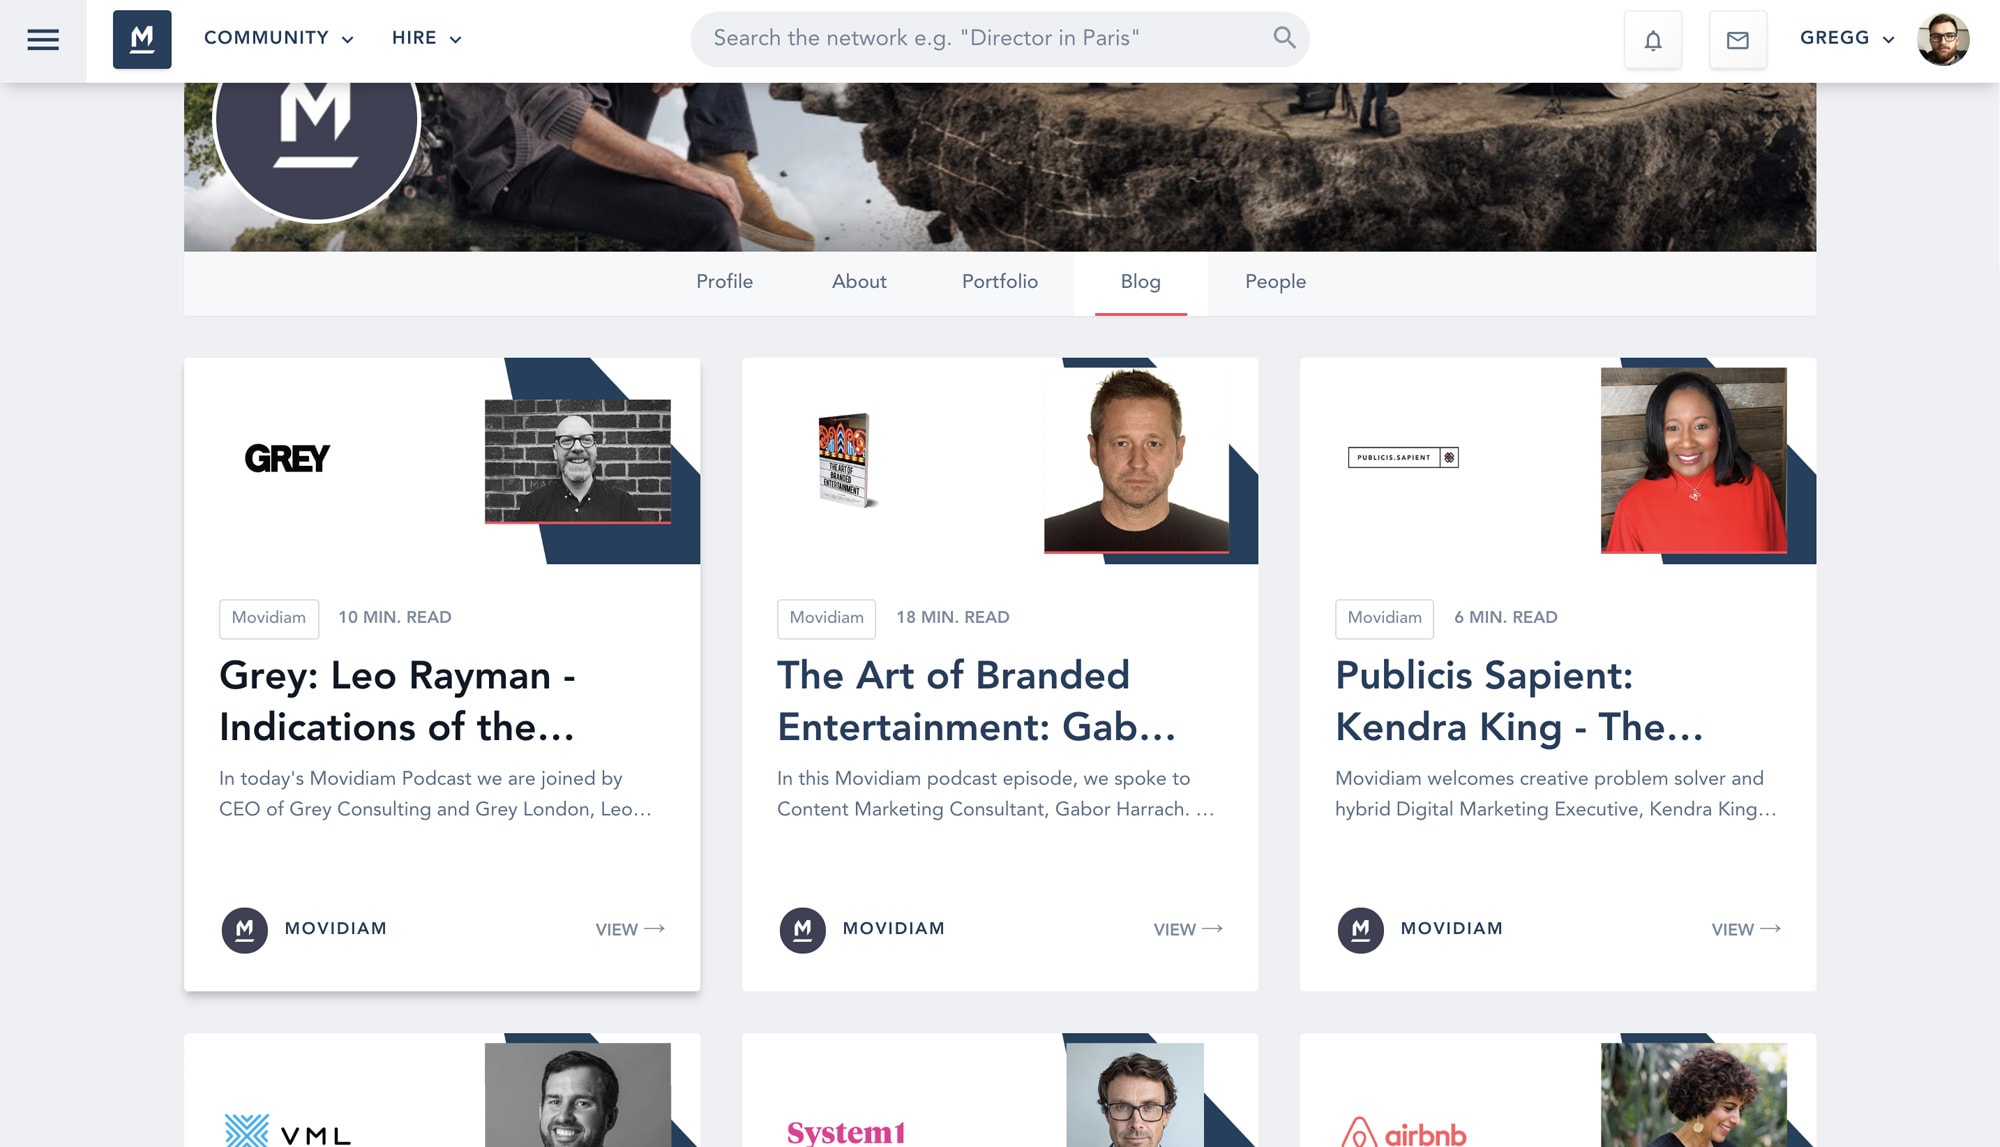 M
COMMUNITY
HIRE
Search the network e.g. "Director in Paris"
GREGG
M
Profile
About
Portfolio
Blog
People
GREY
THE ART OF
BRANDED
ENTERTAINMENT
PUBLICIS.SAPIENT
Movidiam
10 MIN. READ
Grey: Leo Rayman -
Indications of the...
In today's Movidiam Podcast we are joined by
CEO of Grey Consulting and Grey London, Leo...
M
MOVIDIAM
VIEW
Movidiam
18 MIN. READ
The Art of Branded
Entertainment: Gab...
In this Movidiam podcast episode, we spoke to
Content Marketing Consultant, Gabor Harrach. ...
M
MOVIDIAM
VIEW
Movidiam
6 MIN. READ
Publicis Sapient:
Kendra King - The...
Movidiam welcomes creative problem solver and
hybrid Digital Marketing Executive, Kendra King...
M
MOVIDIAM
VIEW
VML
System1
airbnb